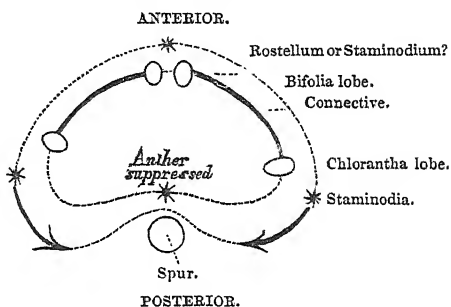 ANTERIOR.
Rostellum or Staminodium?
Bifolia lobe.
Connective.
Anther
suppressed
Chlorantha lobe.
Staminodia.
Spur.
POSTERIOR.